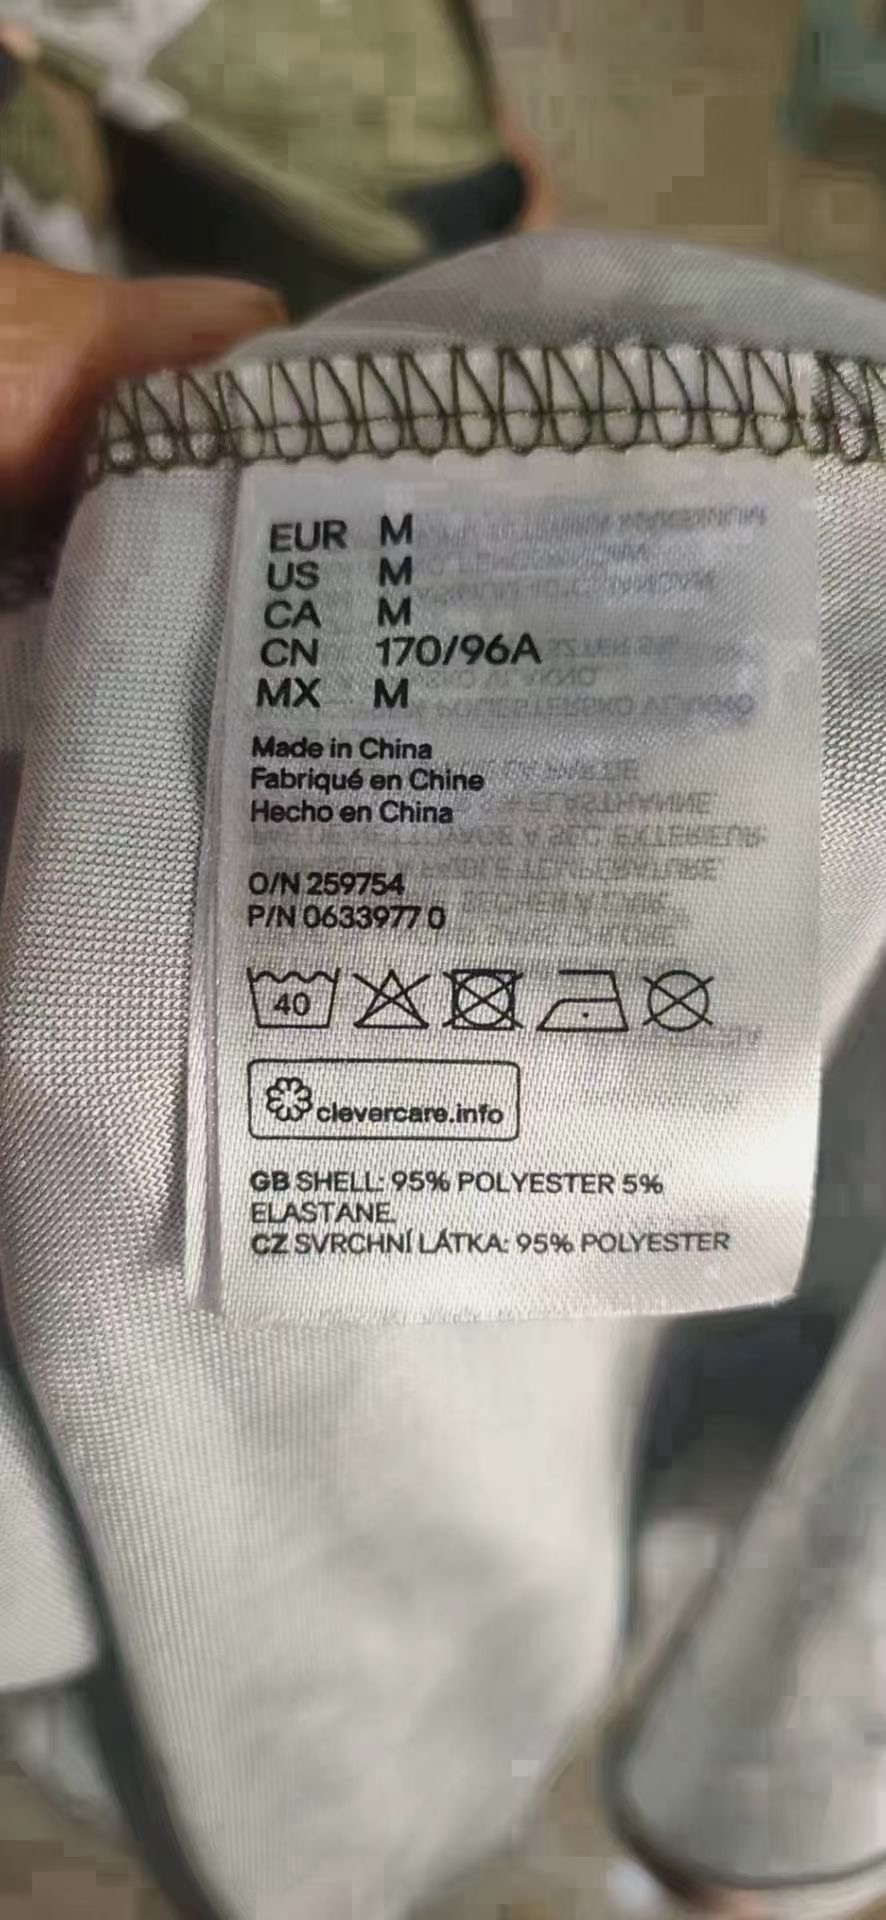 EUR M
US M
CA M
CN 170/96A
MX M
Made in China
Fabriqué en Chine
Hecho en China
O/N 259754
P/N 0633977 0
40
clevercare.info
GB SHELL: 95% POLYESTER 5%
ELASTANE.
CZ SVRCHNÍ LÁTKA: 95% POLYESTER